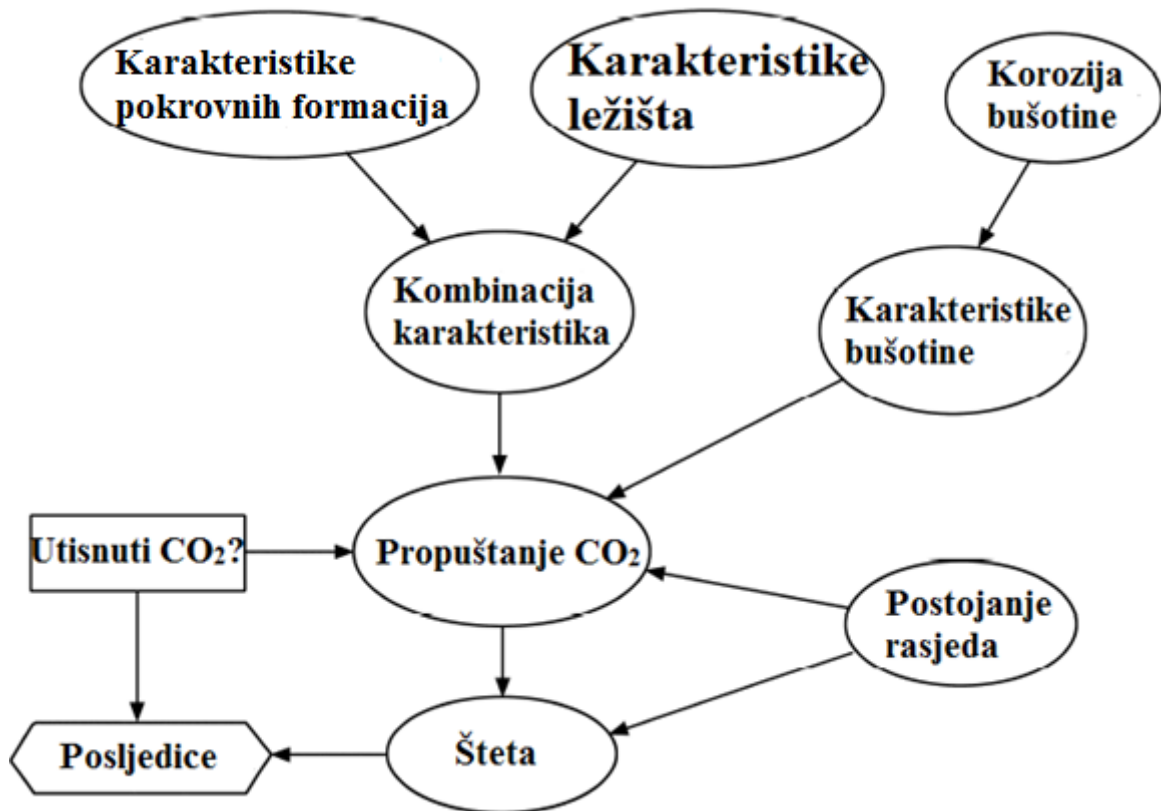 Karakteristike
pokrovnih formacija
Karakteristike
ležišta
Korozija
bušotine
Kombinacija
karakteristika
Karakteristike
bušotine
Utisnuti CO₂?
Propuštanje CO₂
Postojanje
rasjeda
Posljedice
Šteta